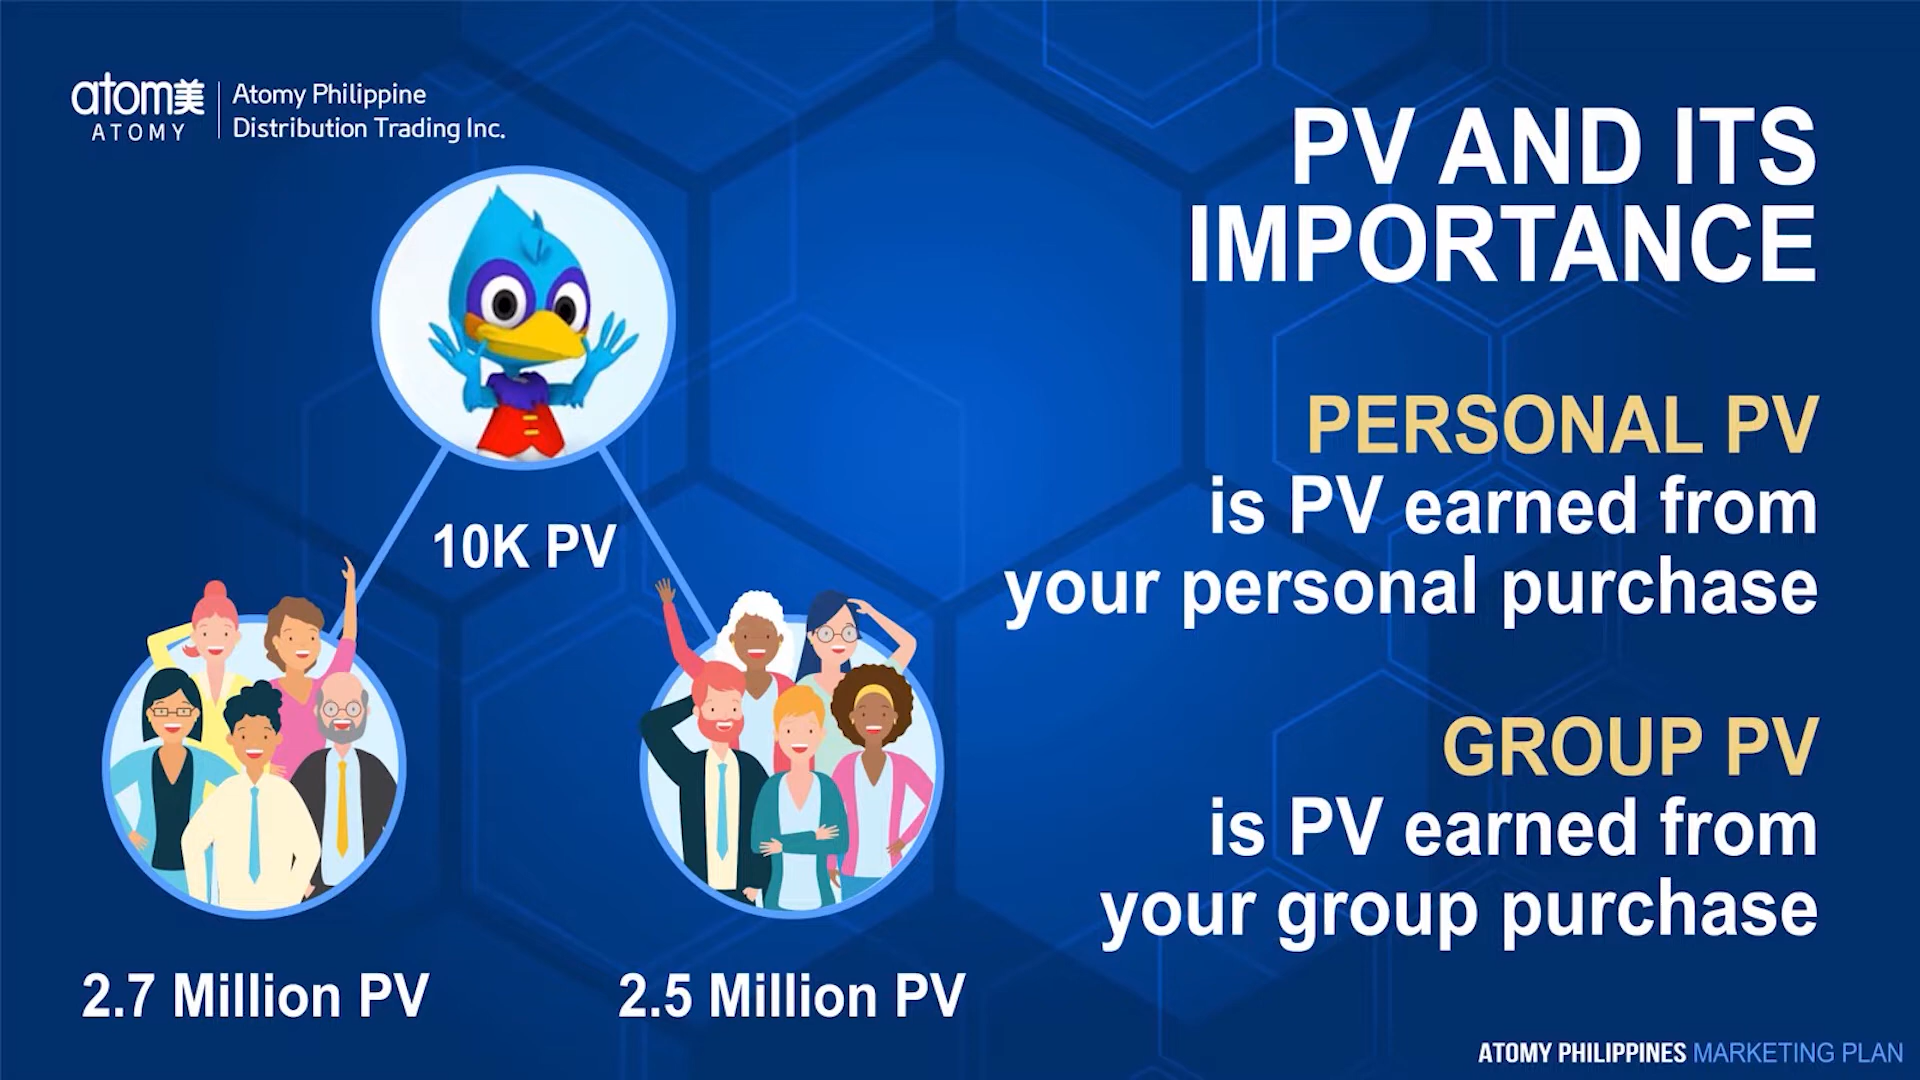 atom美
ATOMY
Atomy Philippine
Distribution Trading Inc.
PV AND ITS
IMPORTANCE
10K PV
2.7 Million PV
2.5 Million PV
PERSONAL PV
is PV earned from
your personal purchase
GROUP PV
is PV earned from
your group purchase
ATOMY PHILIPPINES MARKETING PLAN